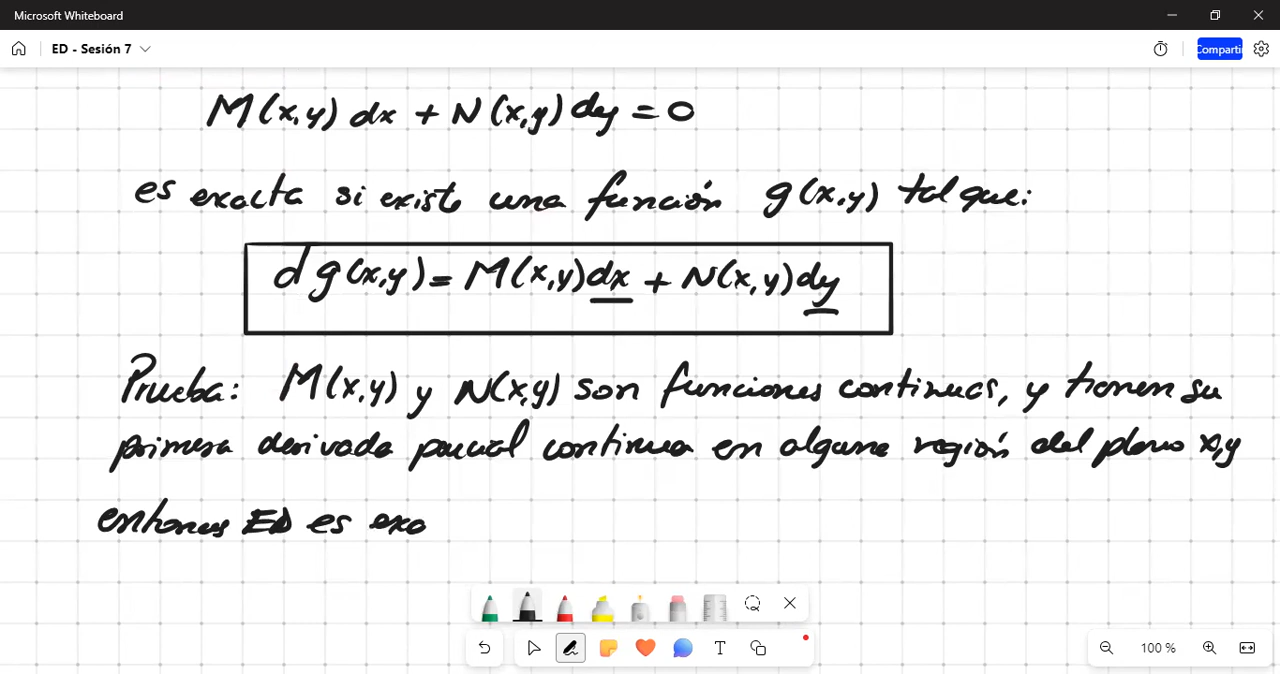 Microsoft Whiteboard
ED - Sesión 7
Comparti
M(x,y) dx + N(x,y) dy = 0
es exacta si existe una función g(x,y) tal que:
dg(x,y) = M(x,y)dx + N(x,y)dy
Prueba: M(x,y) y N(x,y) son funciones continuas, y tienen su
primera derivada parcial continua en alguna región del plano x,y
entonces ED es exa
100 %